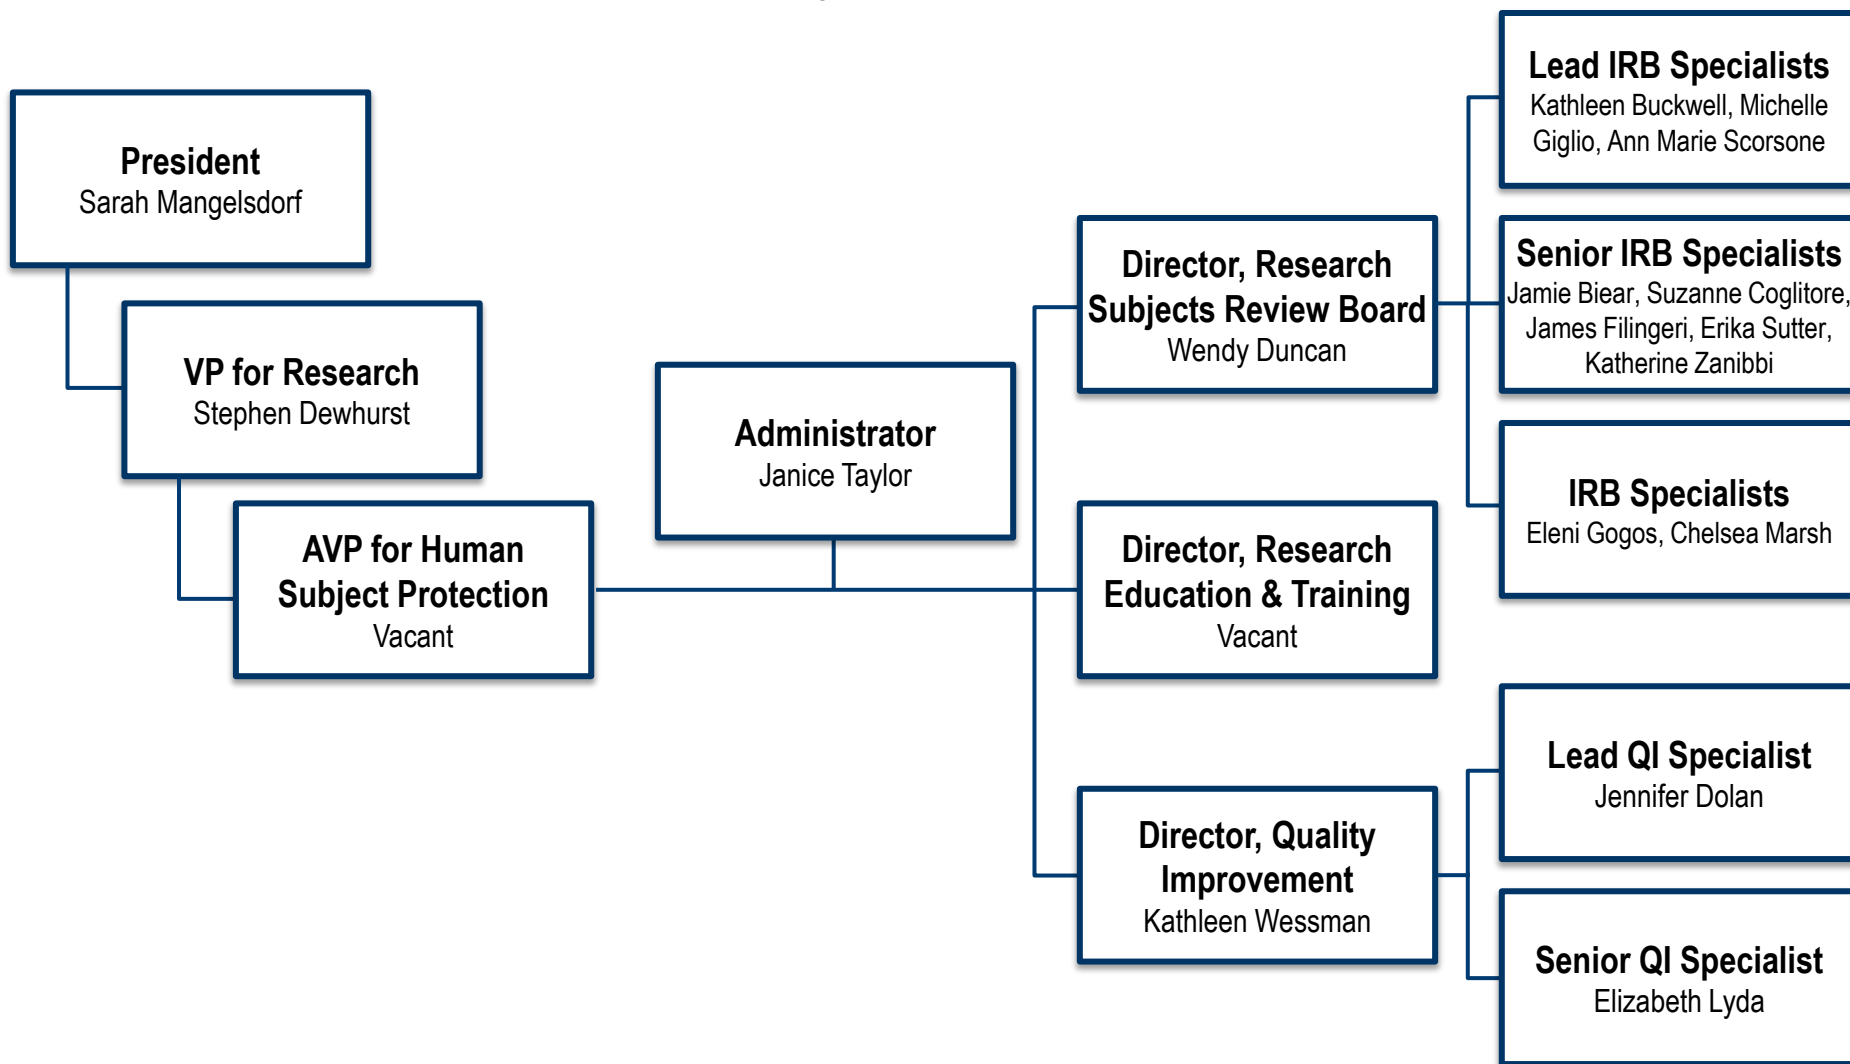 President
Sarah Mangelsdorf
VP for Research
Stephen Dewhurst
AVP for Human
Subject Protection
Vacant
Administrator
Janice Taylor
Director, Research
Subjects Review Board
Wendy Duncan
Director, Research
Education & Training
Vacant
Director, Quality
Improvement
Kathleen Wessman
Lead IRB Specialists
Kathleen Buckwell, Michelle
Giglio, Ann Marie Scorsone
Senior IRB Specialists
Jamie Biear, Suzanne Coglitore,
James Filingeri, Erika Sutter,
Katherine Zanibbi
IRB Specialists
Eleni Gogos, Chelsea Marsh
Lead QI Specialist
Jennifer Dolan
Senior QI Specialist
Elizabeth Lyda